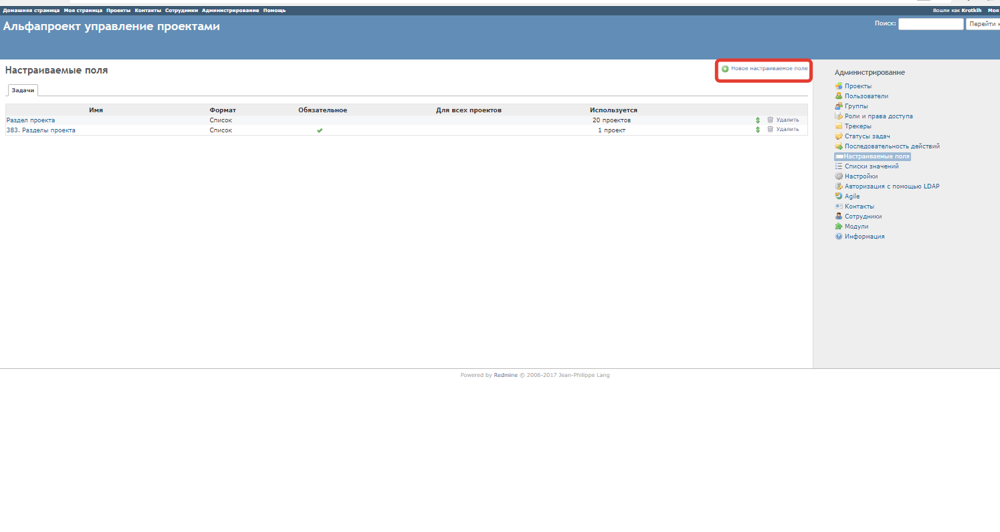 Домашняя страница Моя страница Проекты Контакты Сотрудники Администрирование Помощь
Вошли как Krotkih Моя
Альфапроект управление проектами
Поиск:
Перейти к
Настраиваемые поля
Новое настраиваемое поле
Задачи
Имя Формат Обязательное Для всех проектов Используется
Раздел проекта Список 20 проектов Удалить
383. Разделы проекта Список 1 проект Удалить
Администрирование
Проекты
Пользователи
Группы
Роли и права доступа
Трекеры
Статусы задач
Последовательность действий
Настраиваемые поля
Списки значений
Настройки
Авторизация с помощью LDAP
Agile
Контакты
Сотрудники
Модули
Информация
Powered by Redmine © 2006-2017 Jean-Philippe Lang